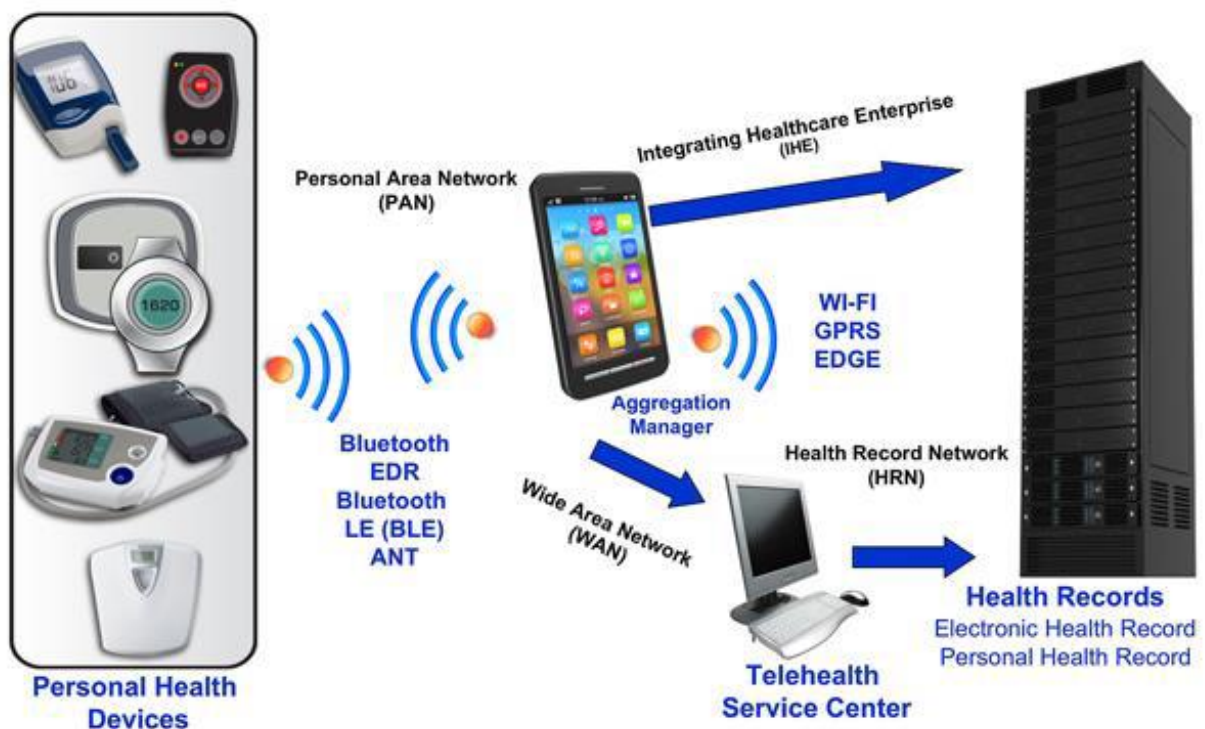 Integrating Healthcare Enterprise
(IHE)
Personal Area Network
(PAN)
1620
WI-FI
GPRS
EDGE
Aggregation
Manager
Bluetooth
EDR
Bluetooth
LE (BLE)
ANT
Health Record Network
(HRN)
Wide Area Network
(WAN)
Health Records
Electronic Health Record
Personal Health Record
Telehealth
Service Center
Personal Health
Devices